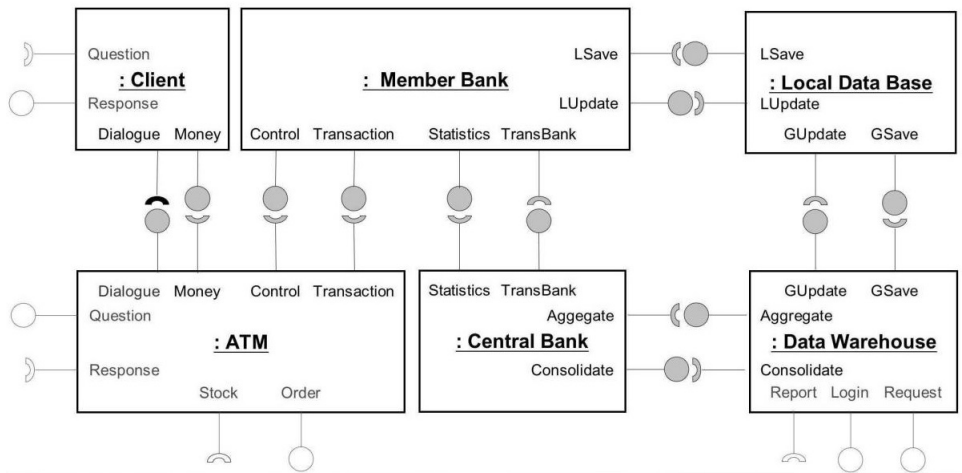 Question
: Client
Response
Dialogue Money
LSave
: Member Bank
LUpdate
Control Transaction Statistics TransBank
LSave
: Local Data Base
LUpdate
GUpdate GSave
Dialogue Money Control Transaction
Question
: ATM
Response
Stock Order
Statistics TransBank
Aggegate
: Central Bank
Consolidate
GUpdate GSave
Aggregate
: Data Warehouse
Consolidate
Report Login Request